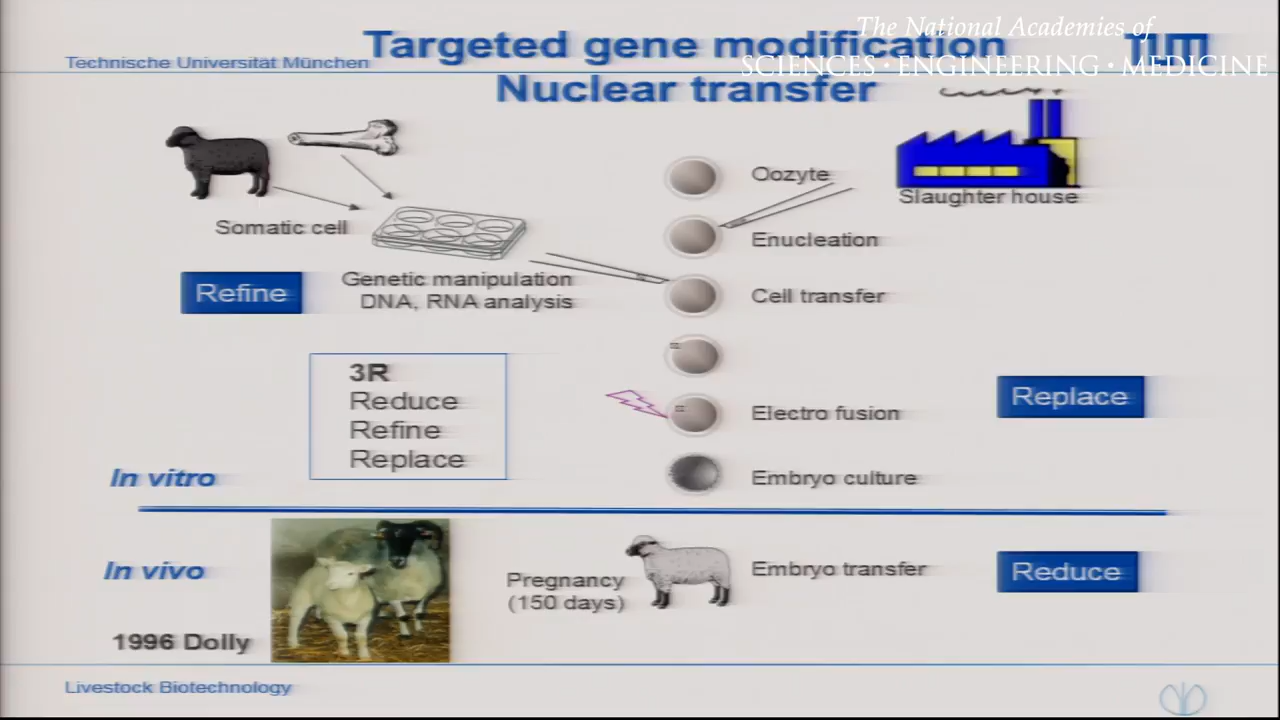 The National Academies of
SCIENCES · ENGINEERING · MEDICINE
Technische Universität München
Targeted gene modification
Nuclear transfer
TUM
Oozyte
Slaughter house
Somatic cell
Enucleation
Genetic manipulation
DNA, RNA analysis
Refine
Cell transfer
3R
Reduce
Refine
Replace
Electro fusion
Replace
In vitro
Embryo culture
In vivo
Pregnancy
(150 days)
Embryo transfer
Reduce
1996 Dolly
Livestock Biotechnology